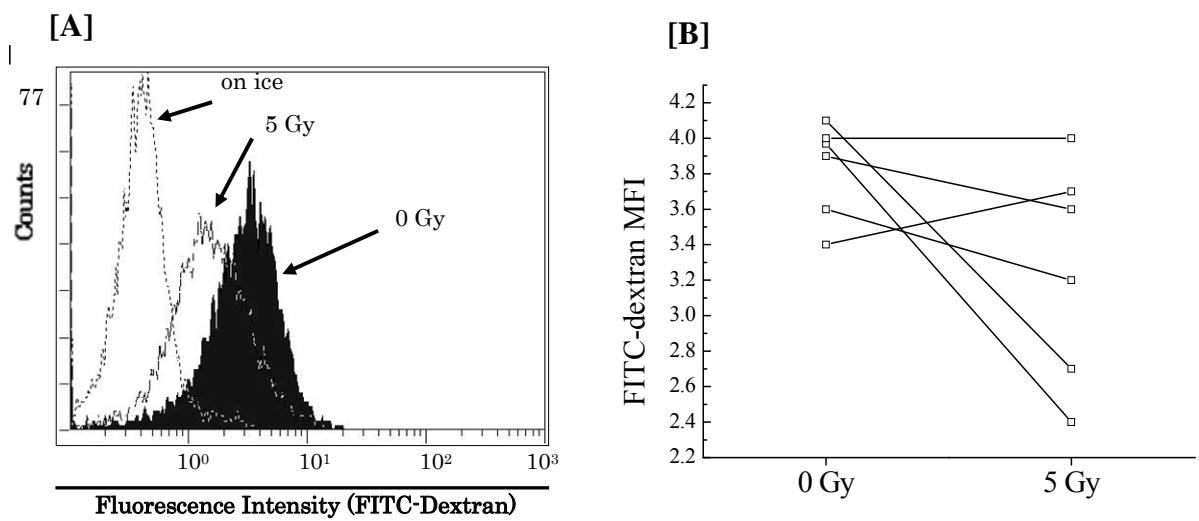 [A]
77
Counts
on ice
5 Gy
0 Gy
10⁰
10¹
10²
10³
Fluorescence Intensity (FITC-Dextran)
[B]
FITC-dextran MFI
4.2
4.0
3.8
3.6
3.4
3.2
3.0
2.8
2.6
2.4
2.2
0 Gy
5 Gy